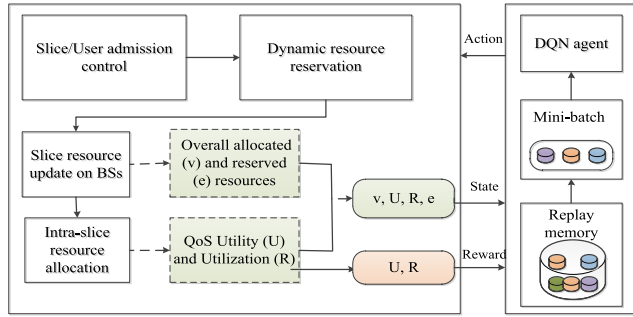 Slice/User admission
control
Dynamic resource
reservation
Action
DQN agent
Mini-batch
Slice resource
update on BSs
Overall allocated
(v) and reserved
(e) resources
v, U, R, e
State
Replay
memory
Intra-slice
resource
allocation
QoS Utility (U)
and Utilization (R)
U, R
Reward